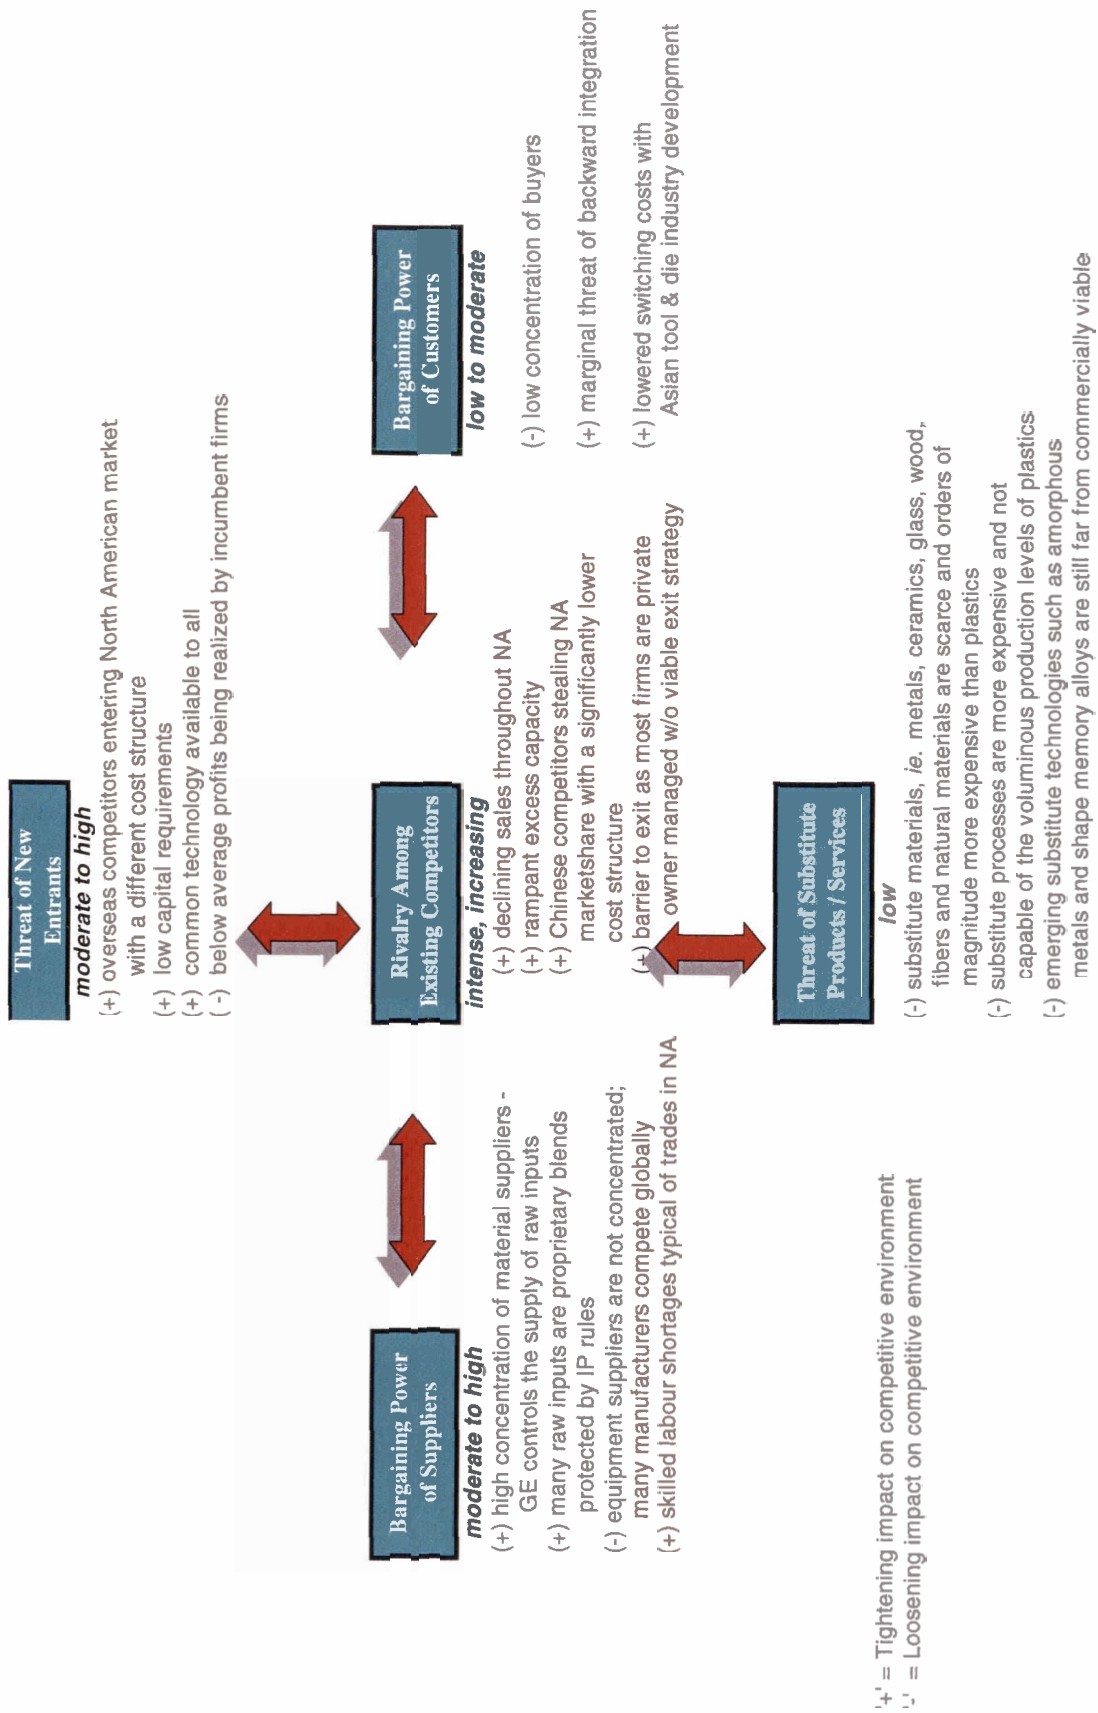 Threat of New
Entrants
moderate to high
(+) overseas competitors entering North American market
with a different cost structure
(+) low capital requirements
(+) common technology available to all
(-) below average profits being realized by incumbent firms
Bargaining Power
of Suppliers
moderate to high
(+) high concentration of material suppliers -
GE controls the supply of raw inputs
(+) many raw inputs are proprietary blends
protected by IP rules
(-) equipment suppliers are not concentrated;
many manufacturers compete globally
(+) skilled labour shortages typical of trades in NA
Rivalry Among
Existing Competitors
intense, increasing
(+) declining sales throughout NA
(+) rampant excess capacity
(+) Chinese competitors stealing NA
marketshare with a significantly lower
cost structure
(+) barrier to exit as most firms are private
owner managed w/o viable exit strategy
Bargaining Power
of Customers
low to moderate
(-) low concentration of buyers
(+) marginal threat of backward integration
(+) lowered switching costs with
Asian tool & die industry development
Threat of Substitute
Products / Services
low
(-) substitute materials, ie. metals, ceramics, glass, wood,
fibers and natural materials are scarce and orders of
magnitude more expensive than plastics
(-) substitute processes are more expensive and not
capable of the voluminous production levels of plastics
(-) emerging substitute technologies such as amorphous
metals and shape memory alloys are still far from commercially viable
'+' = Tightening impact on competitive environment
'-' = Loosening impact on competitive environment